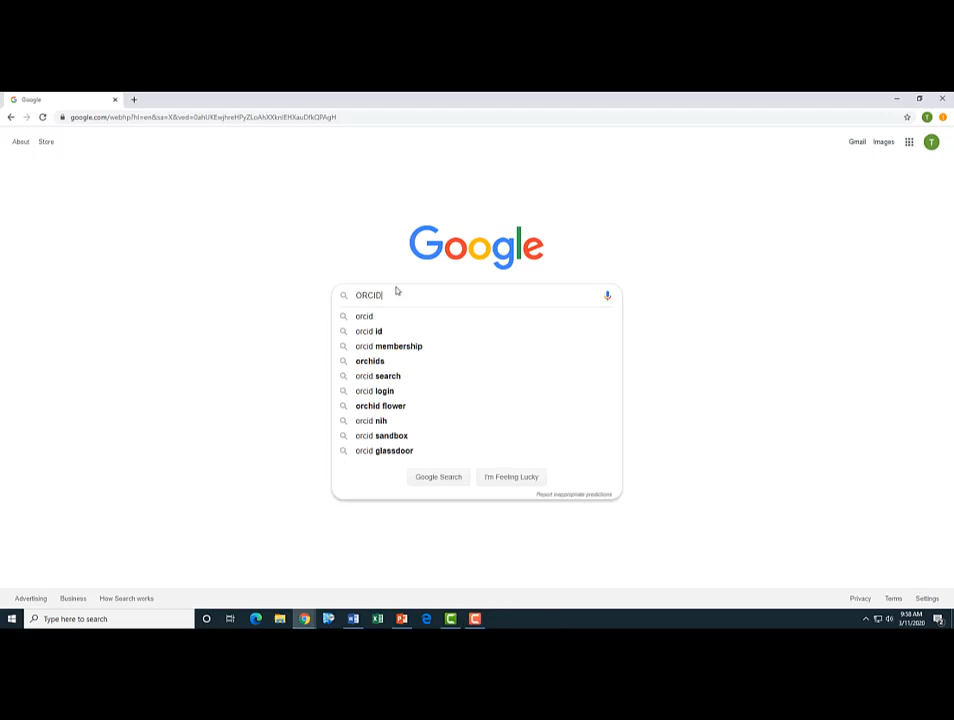 Google
google.com/webhp?hl=en&sa=X&ved=
About
Store
Gmail
Images
T
Google
ORCID
orcid
orcid id
orcid membership
orchids
orcid search
orcid login
orchid flower
orcid nih
orcid sandbox
orcid glassdoor
Google Search
I'm Feeling Lucky
Report inappropriate predictions
Advertising
Business
How Search works
Privacy
Terms
Settings
Type here to search
9:58 AM
3/11/2020